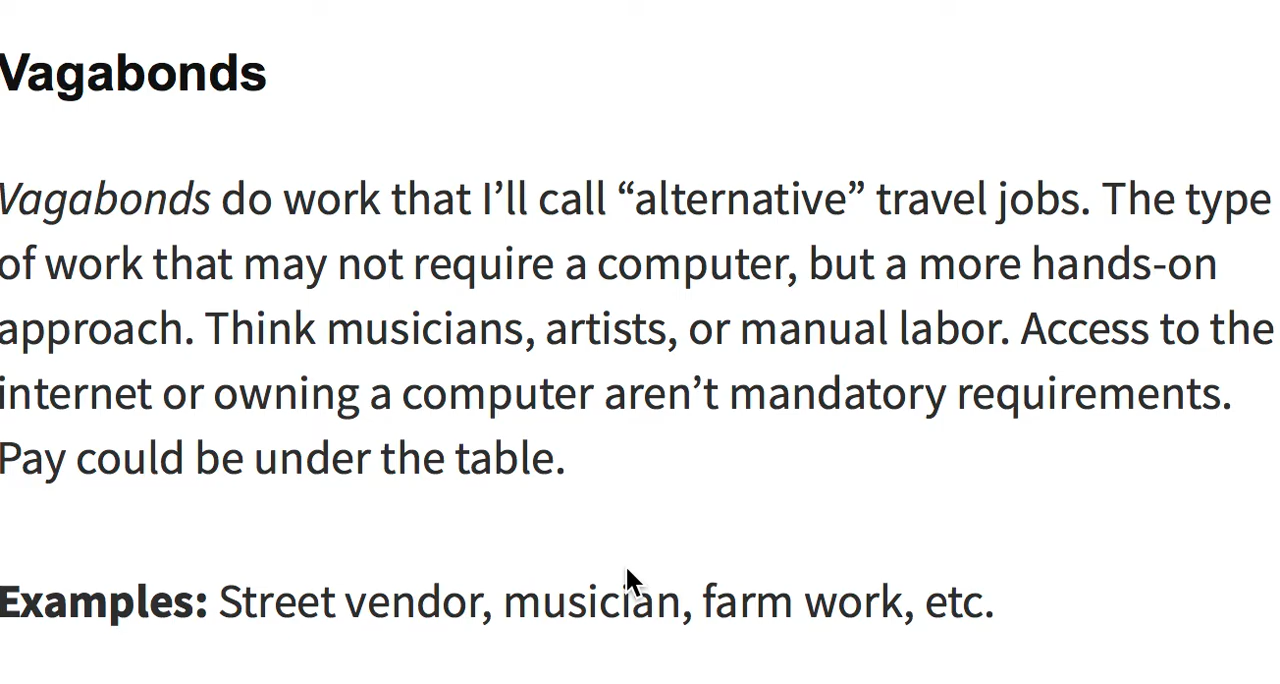 Vagabonds
Vagabonds do work that I’ll call “alternative” travel jobs. The type
of work that may not require a computer, but a more hands-on
approach. Think musicians, artists, or manual labor. Access to the
internet or owning a computer aren’t mandatory requirements.
Pay could be under the table.
Examples: Street vendor, musician, farm work, etc.